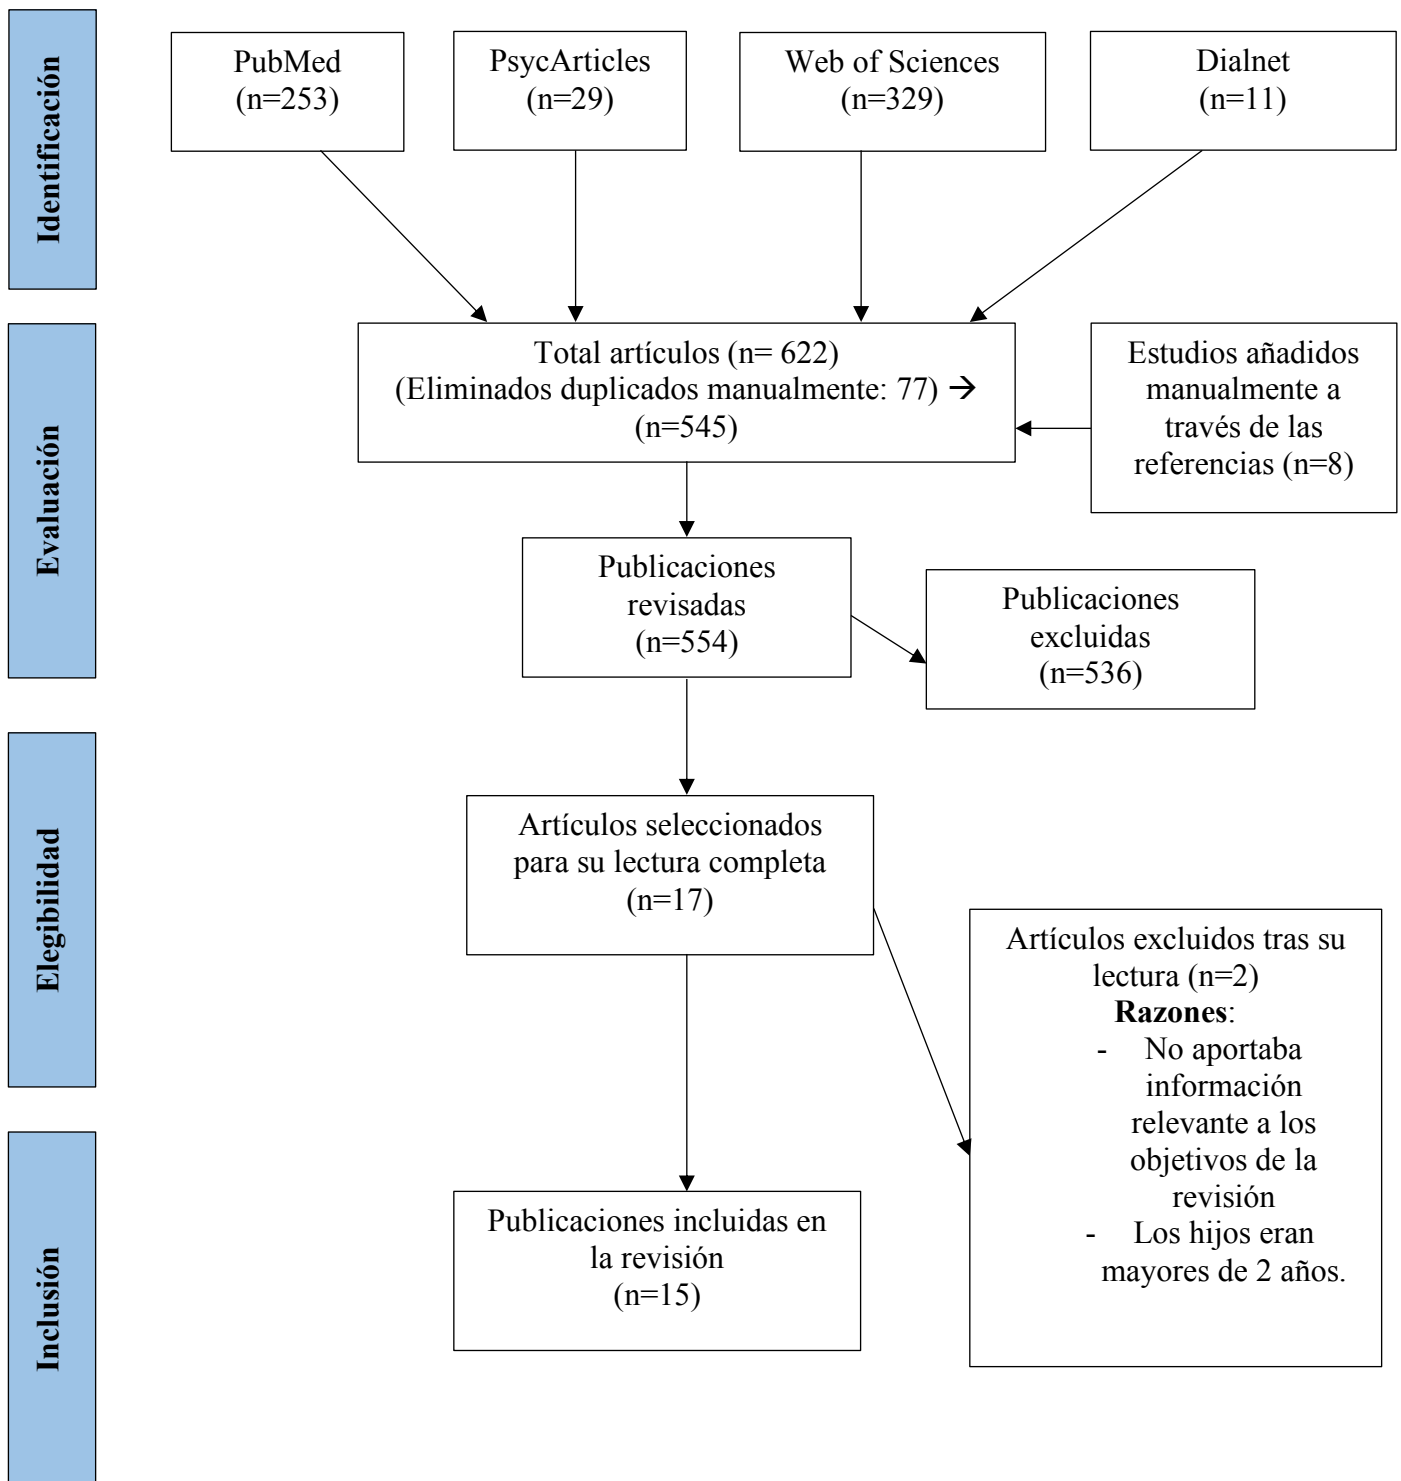 Identificación
PubMed
(n=253)
PsycArticles
(n=29)
Web of Sciences
(n=329)
Dialnet
(n=11)
Evaluación
Total artículos (n= 622)
(Eliminados duplicados manualmente: 77) →
(n=545)
Estudios añadidos
manualmente a
través de las
referencias (n=8)
Publicaciones
revisadas
(n=554)
Publicaciones
excluidas
(n=536)
Elegibilidad
Artículos seleccionados
para su lectura completa
(n=17)
Artículos excluidos tras su
lectura (n=2)
Razones:
- No aportaba
información
relevante a los
objetivos de la
revisión
- Los hijos eran
mayores de 2 años.
Inclusión
Publicaciones incluidas en
la revisión
(n=15)